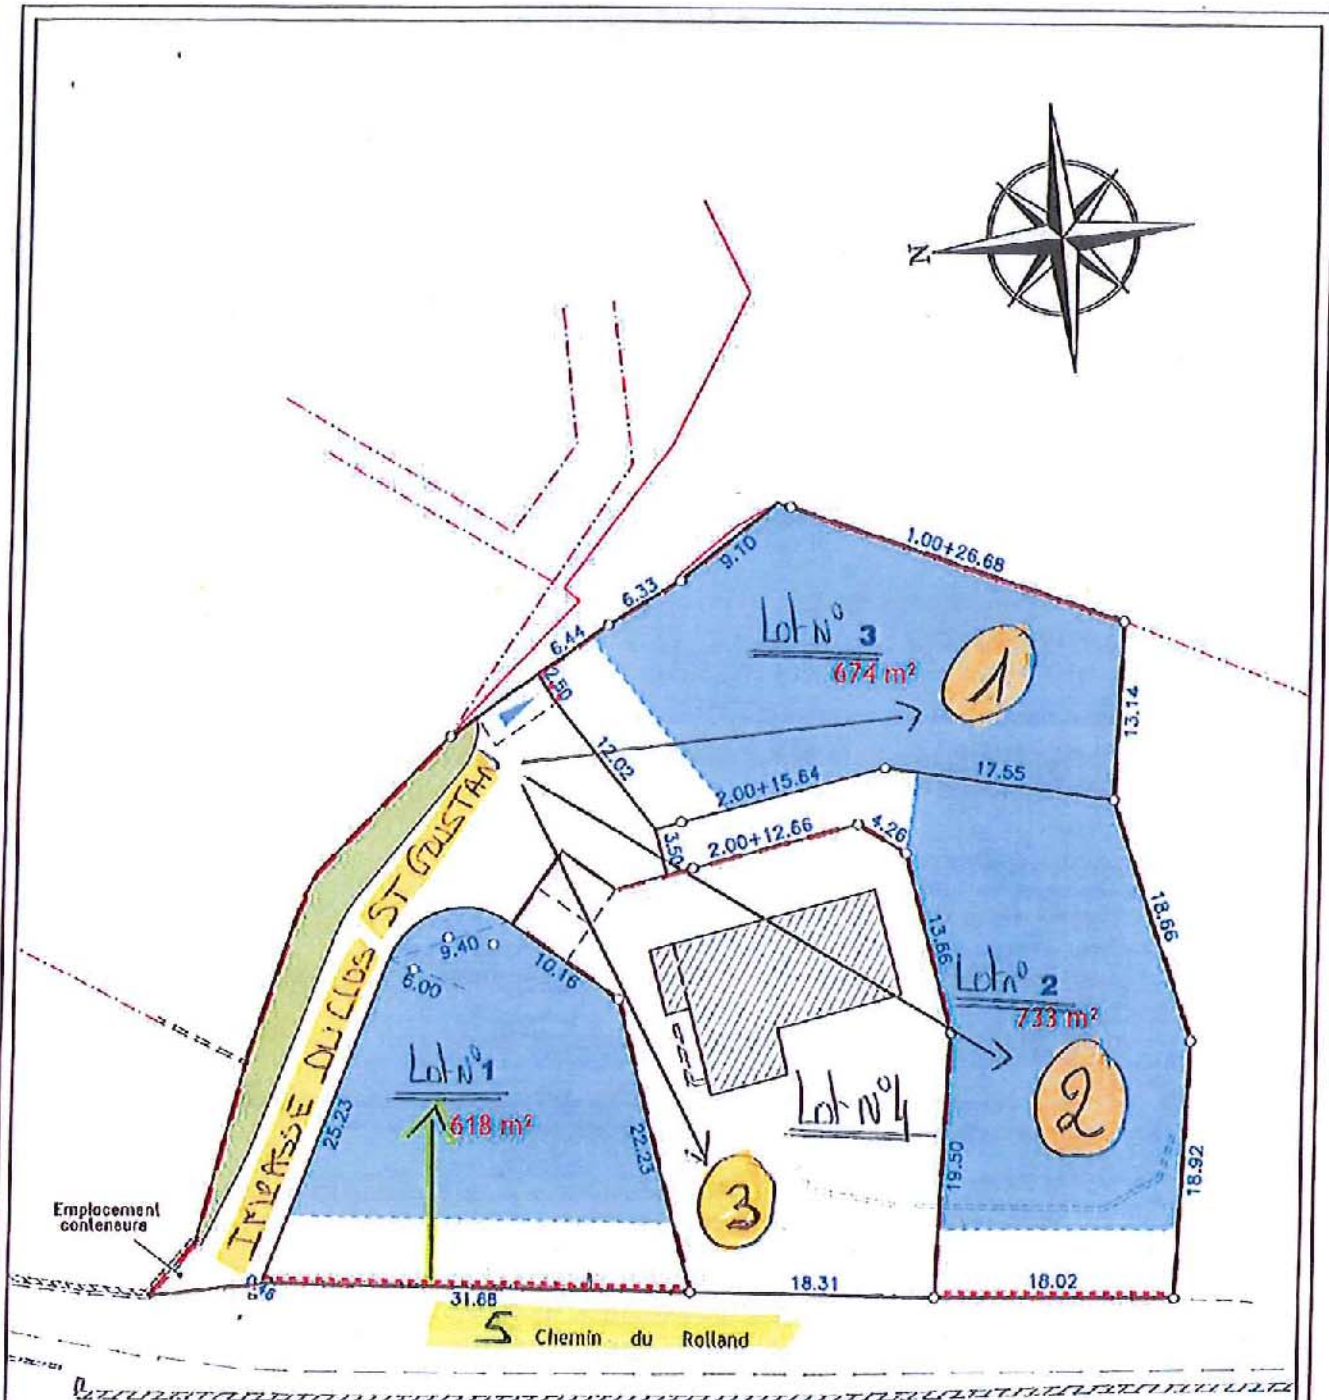 N
1.00+26.68
9.10
6.33
6.44
2.50
Lot N° 3
674 m²
1
13.14
12.02
2.00+15.64
17.55
3.50
2.00+12.66
4.26
IMPASSE DU CLOS ST GOUSTAN
9.40
6.00
10.16
13.66
18.66
Lot n° 2
733 m²
2
Lot N° 1
618 m²
25.23
22.23
Lot N° 4
19.50
18.92
3
Emplacement
conteneurs
31.68
18.31
18.02
5 Chemin du Rolland